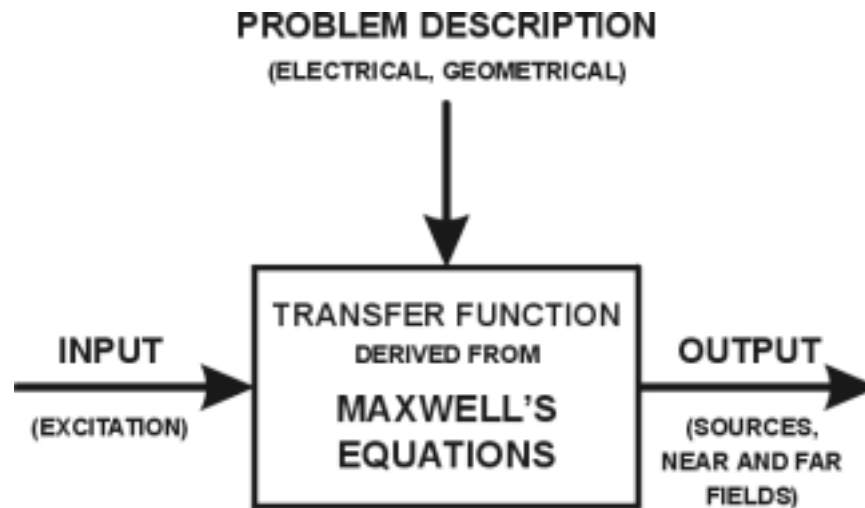 PROBLEM DESCRIPTION
(ELECTRICAL, GEOMETRICAL)
TRANSFER FUNCTION
DERIVED FROM
MAXWELL'S
EQUATIONS
INPUT
(EXCITATION)
OUTPUT
(SOURCES,
NEAR AND FAR
FIELDS)